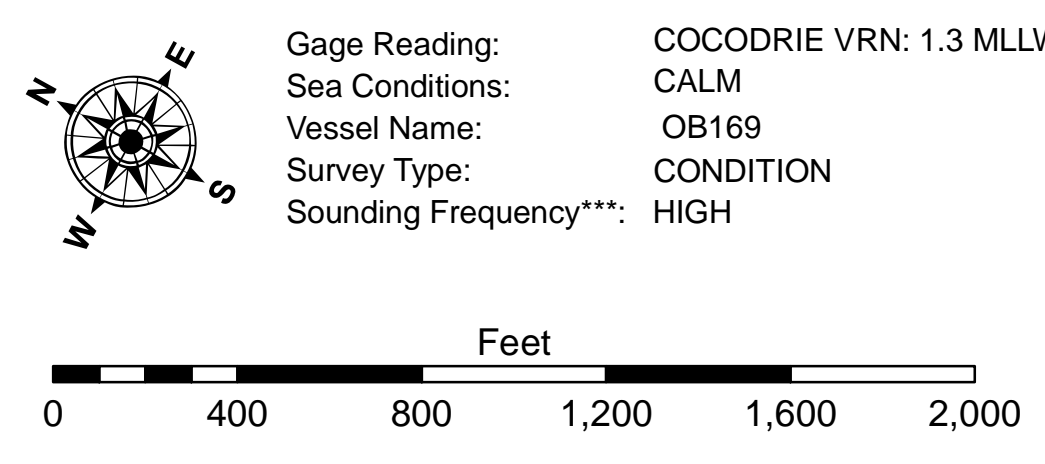 N
E
S
W
Gage Reading: COCODRIE VRN: 1.3 MLLW
Sea Conditions: CALM
Vessel Name: OB169
Survey Type: CONDITION
Sounding Frequency***: HIGH
Feet
0 400 800 1,200 1,600 2,000